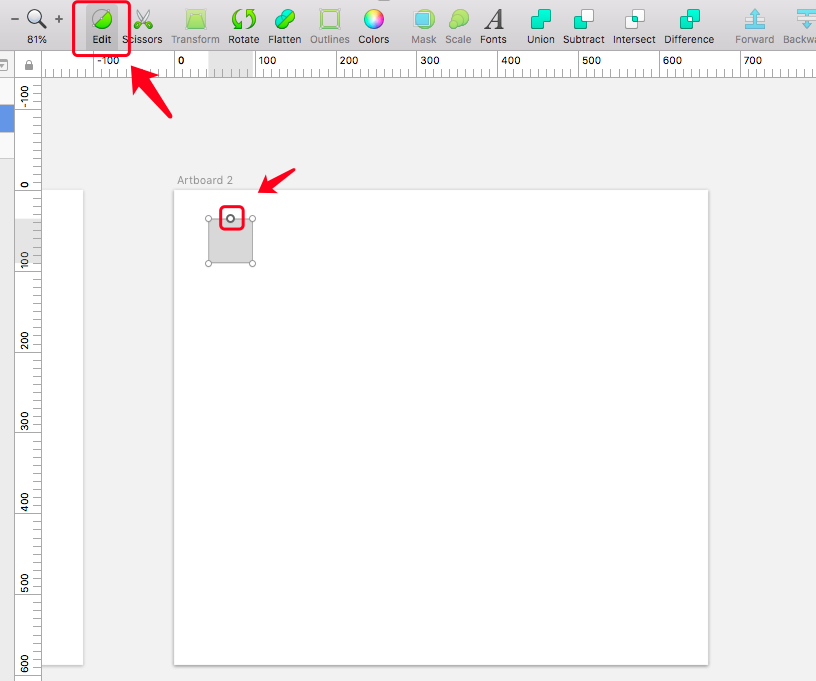 81%
Edit
Scissors
Transform
Rotate
Flatten
Outlines
Colors
Mask
Scale
Fonts
Union
Subtract
Intersect
Difference
Forward
Backwa
-100
0
100
200
300
400
500
600
700
-100
0
100
200
300
400
500
600
Artboard 2